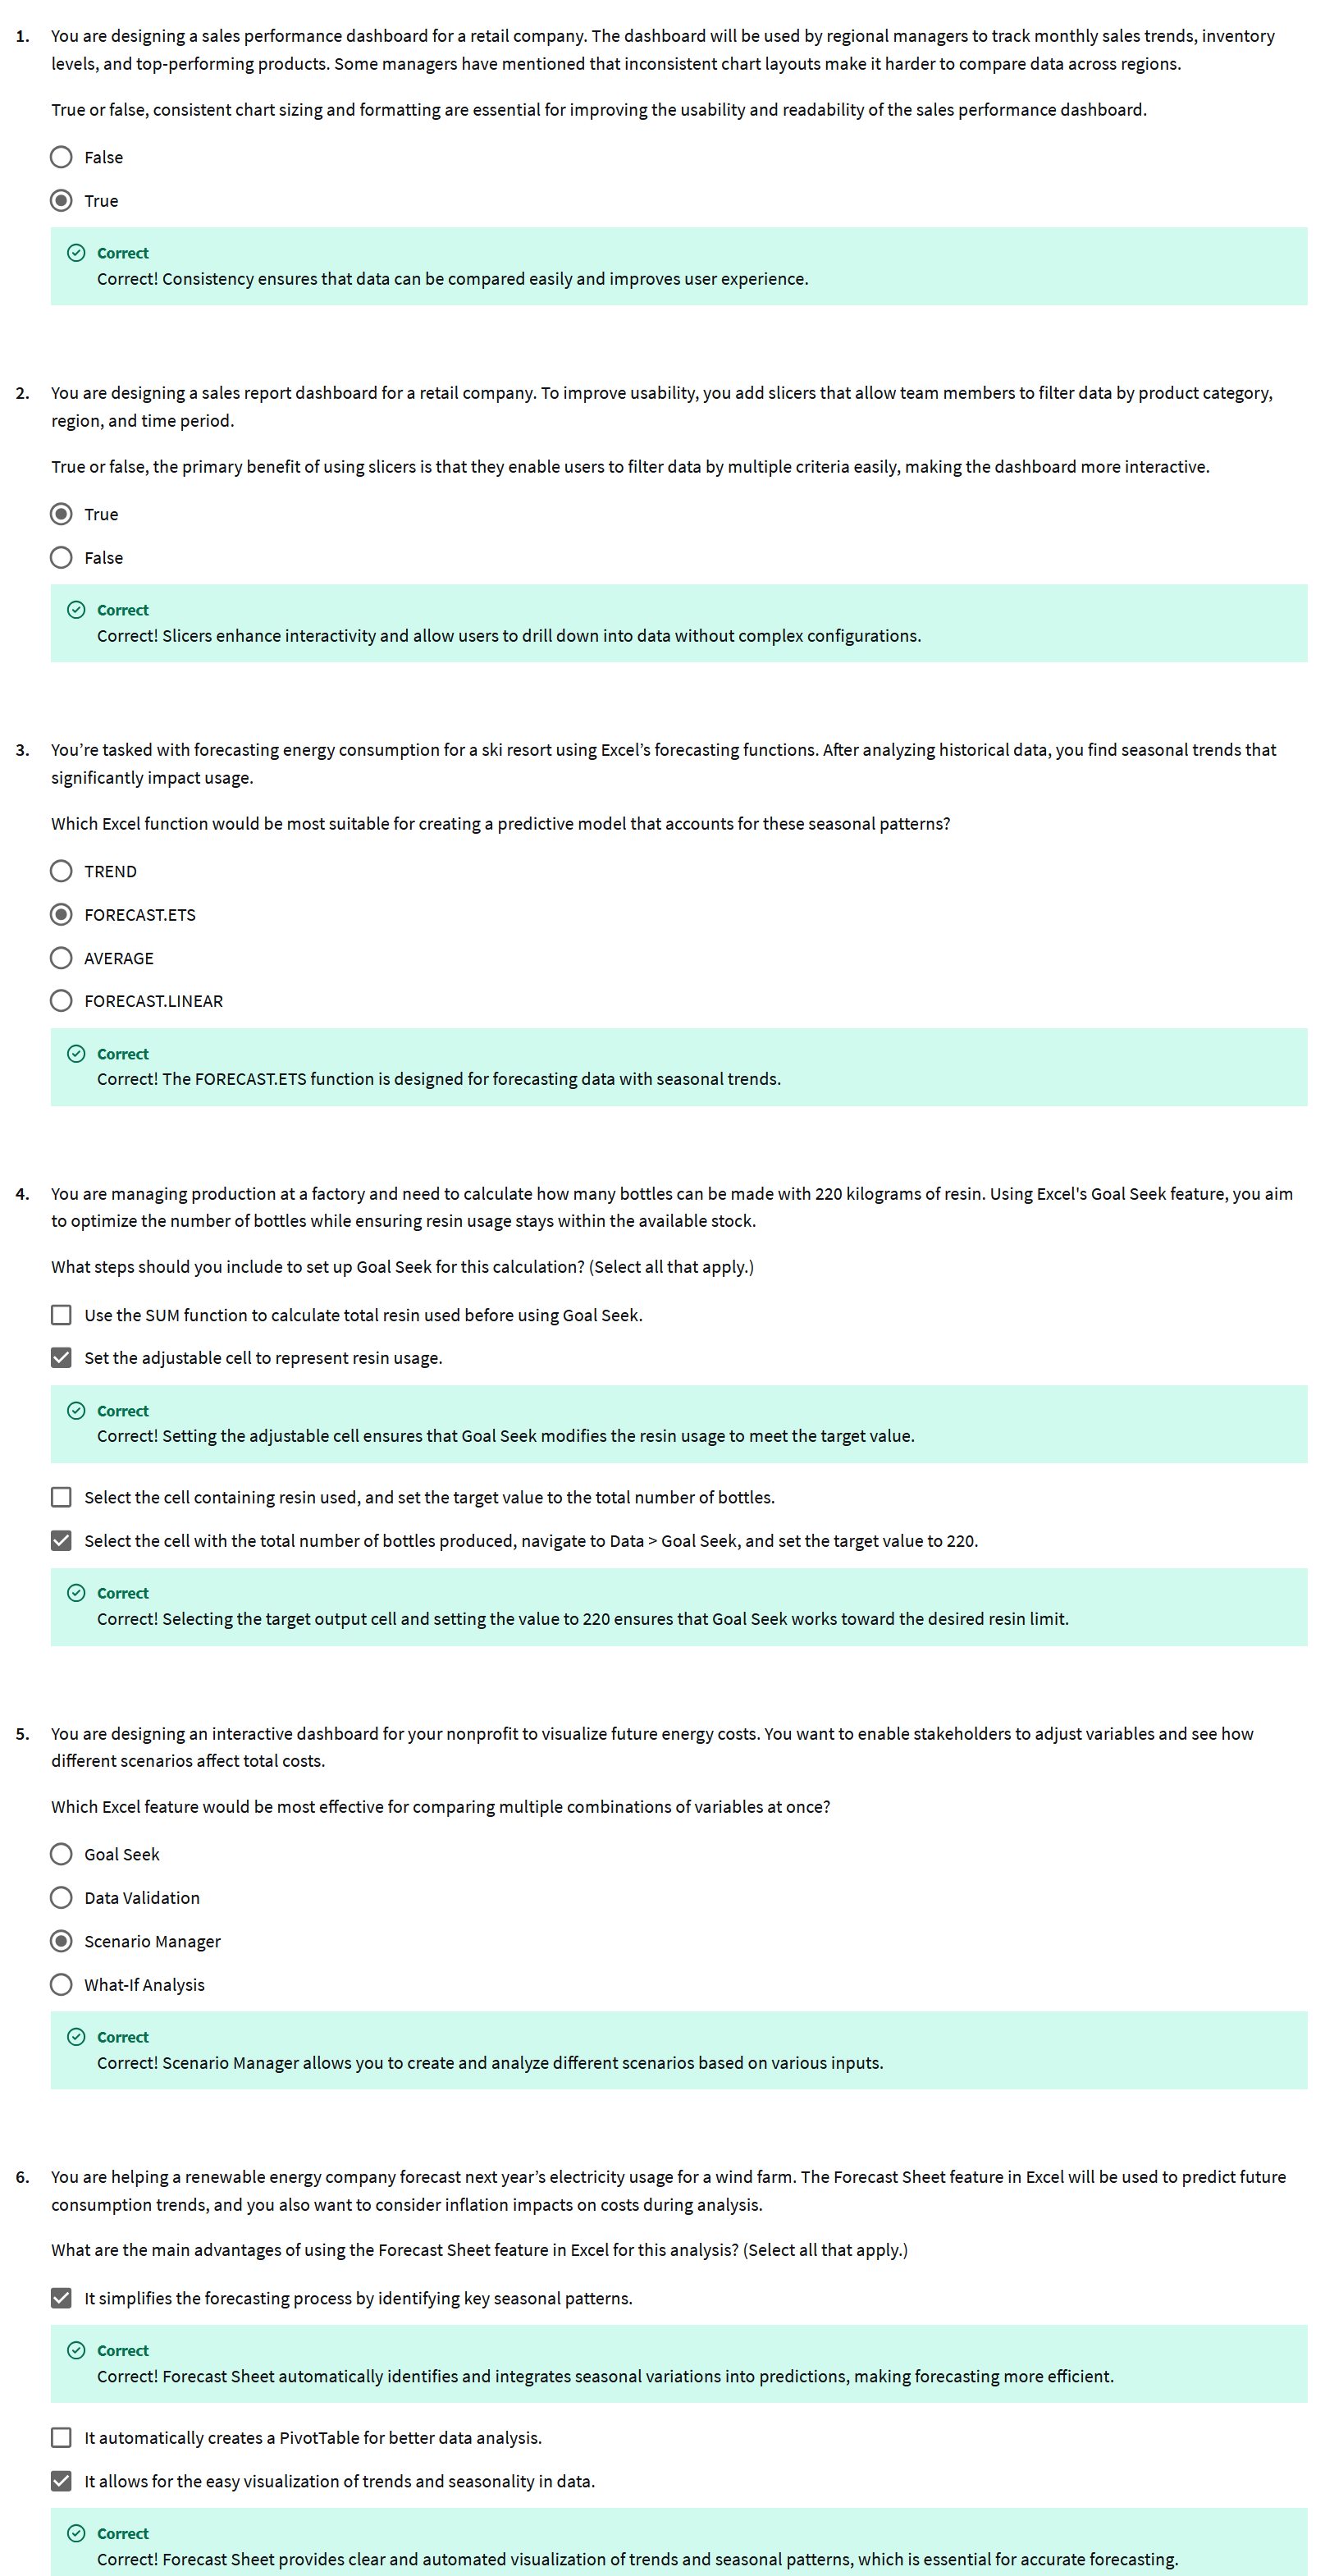 1. You are designing a sales performance dashboard for a retail company. The dashboard will be used by regional managers to track monthly sales trends, inventory
levels, and top-performing products. Some managers have mentioned that inconsistent chart layouts make it harder to compare data across regions.
True or false, consistent chart sizing and formatting are essential for improving the usability and readability of the sales performance dashboard.
False
True
Correct
Correct! Consistency ensures that data can be compared easily and improves user experience.
2. You are designing a sales report dashboard for a retail company. To improve usability, you add slicers that allow team members to filter data by product category,
region, and time period.
True or false, the primary benefit of using slicers is that they enable users to filter data by multiple criteria easily, making the dashboard more interactive.
True
False
Correct
Correct! Slicers enhance interactivity and allow users to drill down into data without complex configurations.
3. You’re tasked with forecasting energy consumption for a ski resort using Excel’s forecasting functions. After analyzing historical data, you find seasonal trends that
significantly impact usage.
Which Excel function would be most suitable for creating a predictive model that accounts for these seasonal patterns?
TREND
FORECAST.ETS
AVERAGE
FORECAST.LINEAR
Correct
Correct! The FORECAST.ETS function is designed for forecasting data with seasonal trends.
4. You are managing production at a factory and need to calculate how many bottles can be made with 220 kilograms of resin. Using Excel's Goal Seek feature, you aim
to optimize the number of bottles while ensuring resin usage stays within the available stock.
What steps should you include to set up Goal Seek for this calculation? (Select all that apply.)
Use the SUM function to calculate total resin used before using Goal Seek.
Set the adjustable cell to represent resin usage.
Correct
Correct! Setting the adjustable cell ensures that Goal Seek modifies the resin usage to meet the target value.
Select the cell containing resin used, and set the target value to the total number of bottles.
Select the cell with the total number of bottles produced, navigate to Data > Goal Seek, and set the target value to 220.
Correct
Correct! Selecting the target output cell and setting the value to 220 ensures that Goal Seek works toward the desired resin limit.
5. You are designing an interactive dashboard for your nonprofit to visualize future energy costs. You want to enable stakeholders to adjust variables and see how
different scenarios affect total costs.
Which Excel feature would be most effective for comparing multiple combinations of variables at once?
Goal Seek
Data Validation
Scenario Manager
What-If Analysis
Correct
Correct! Scenario Manager allows you to create and analyze different scenarios based on various inputs.
6. You are helping a renewable energy company forecast next year’s electricity usage for a wind farm. The Forecast Sheet feature in Excel will be used to predict future
consumption trends, and you also want to consider inflation impacts on costs during analysis.
What are the main advantages of using the Forecast Sheet feature in Excel for this analysis? (Select all that apply.)
It simplifies the forecasting process by identifying key seasonal patterns.
Correct
Correct! Forecast Sheet automatically identifies and integrates seasonal variations into predictions, making forecasting more efficient.
It automatically creates a PivotTable for better data analysis.
It allows for the easy visualization of trends and seasonality in data.
Correct
Correct! Forecast Sheet provides clear and automated visualization of trends and seasonal patterns, which is essential for accurate forecasting.